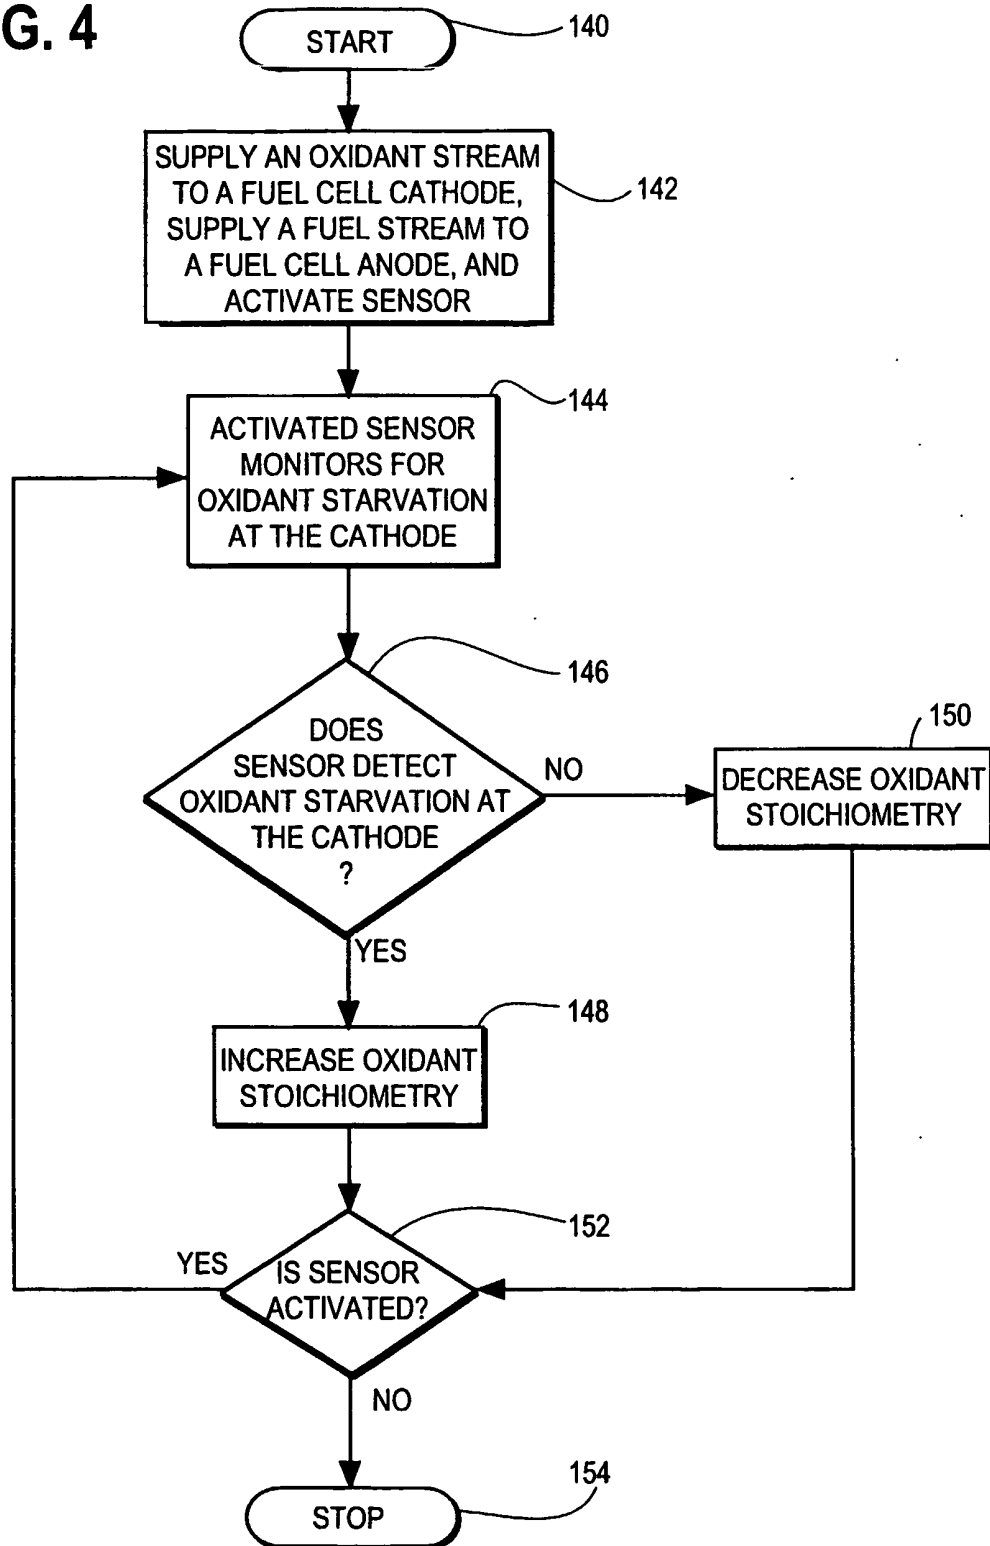 G. 4
START
140
SUPPLY AN OXIDANT STREAM
TO A FUEL CELL CATHODE,
SUPPLY A FUEL STREAM TO
A FUEL CELL ANODE, AND
ACTIVATE SENSOR
142
144
ACTIVATED SENSOR
MONITORS FOR
OXIDANT STARVATION
AT THE CATHODE
146
DOES
SENSOR DETECT
OXIDANT STARVATION AT
THE CATHODE
?
NO
150
DECREASE OXIDANT
STOICHIOMETRY
YES
148
INCREASE OXIDANT
STOICHIOMETRY
152
YES
IS SENSOR
ACTIVATED?
NO
154
STOP